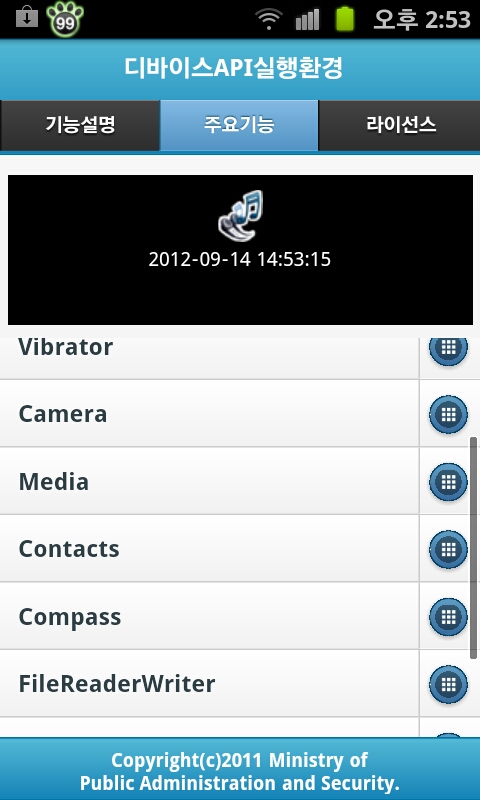 99
오후 2:53
디바이스API실행환경
기능설명
주요기능
라이선스
2012-09-14 14:53:15
Vibrator
Camera
Media
Contacts
Compass
FileReaderWriter
Copyright(c)2011 Ministry of
Public Administration and Security.